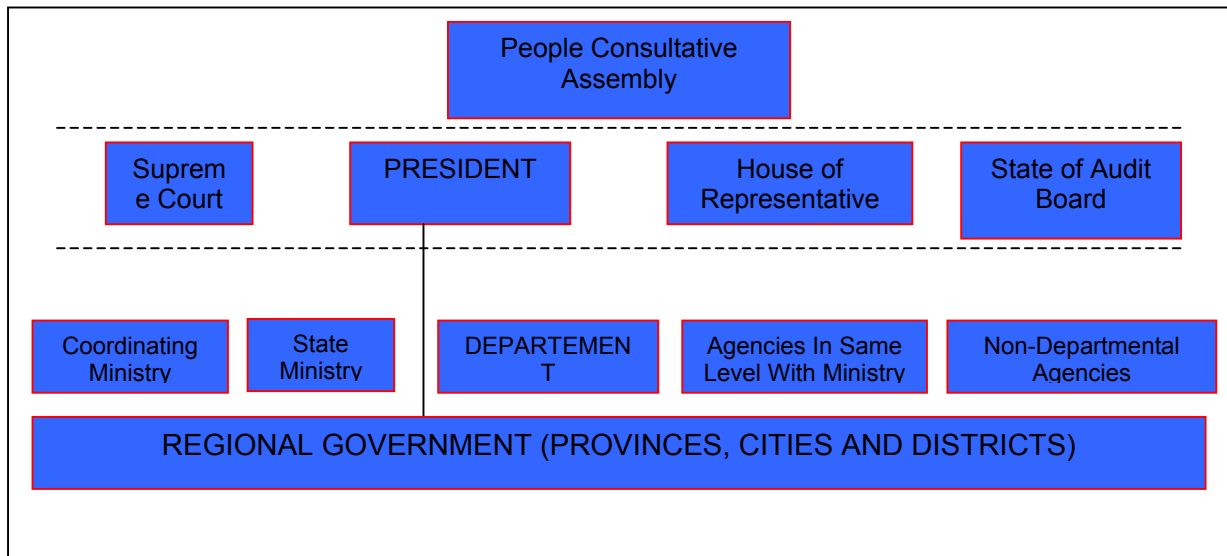 People Consultative
Assembly
Suprem
e Court
PRESIDENT
House of
Representative
State of Audit
Board
Coordinating
Ministry
State
Ministry
DEPARTEMEN
T
Agencies In Same
Level With Ministry
Non-Departmental
Agencies
REGIONAL GOVERNMENT (PROVINCES, CITIES AND DISTRICTS)